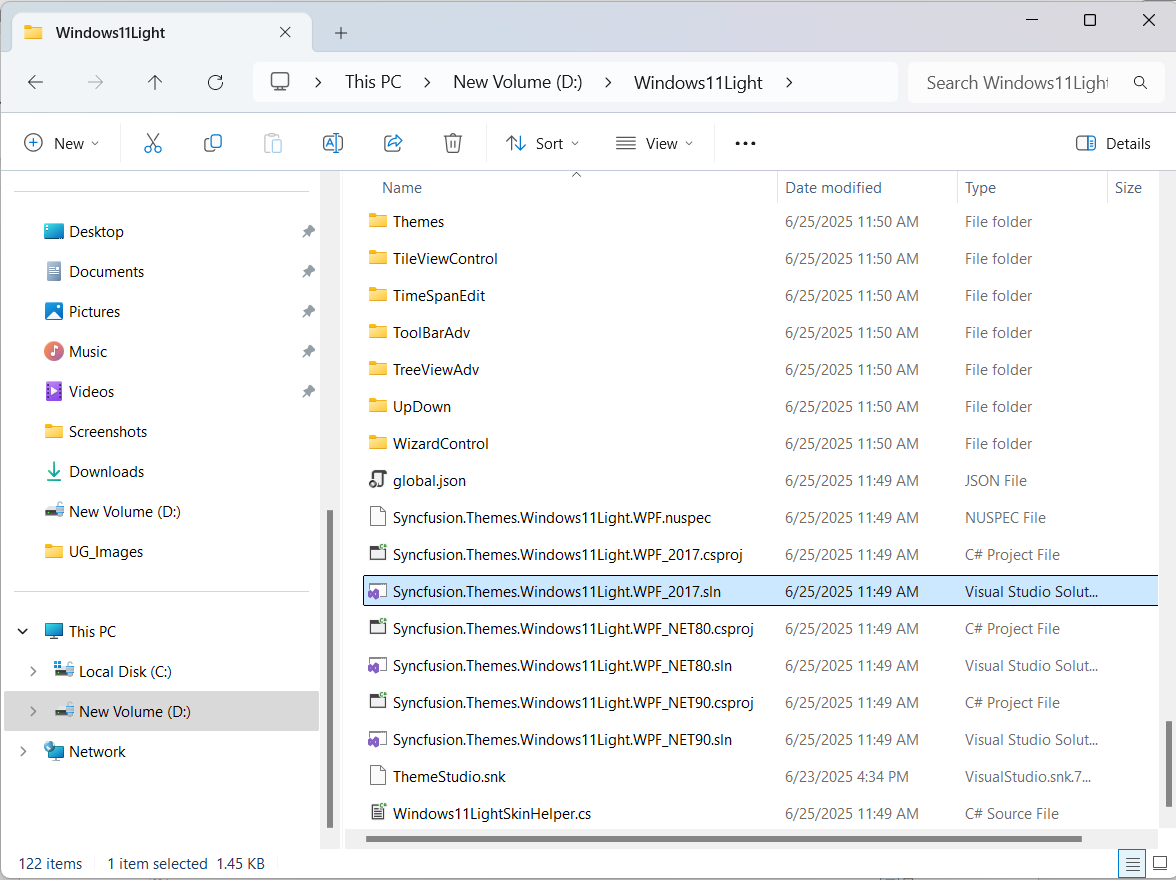 Windows11Light
This PC New Volume (D:) Windows11Light
Search Windows11Light
New Sort View Details
Name Date modified Type Size
Desktop
Documents
Pictures
Music
Videos
Screenshots
Downloads
New Volume (D:)
UG_Images
This PC
Local Disk (C:)
New Volume (D:)
Network
Themes 6/25/2025 11:50 AM File folder
TileViewControl 6/25/2025 11:50 AM File folder
TimeSpanEdit 6/25/2025 11:50 AM File folder
ToolBarAdv 6/25/2025 11:50 AM File folder
TreeViewAdv 6/25/2025 11:50 AM File folder
UpDown 6/25/2025 11:50 AM File folder
WizardControl 6/25/2025 11:50 AM File folder
global.json 6/25/2025 11:49 AM JSON File
Syncfusion.Themes.Windows11Light.WPF.nuspec 6/25/2025 11:49 AM NUSPEC File
Syncfusion.Themes.Windows11Light.WPF_2017.csproj 6/25/2025 11:49 AM C# Project File
Syncfusion.Themes.Windows11Light.WPF_2017.sln 6/25/2025 11:49 AM Visual Studio Solut...
Syncfusion.Themes.Windows11Light.WPF_NET80.csproj 6/25/2025 11:49 AM C# Project File
Syncfusion.Themes.Windows11Light.WPF_NET80.sln 6/25/2025 11:49 AM Visual Studio Solut...
Syncfusion.Themes.Windows11Light.WPF_NET90.csproj 6/25/2025 11:49 AM C# Project File
Syncfusion.Themes.Windows11Light.WPF_NET90.sln 6/25/2025 11:49 AM Visual Studio Solut...
ThemeStudio.snk 6/23/2025 4:34 PM VisualStudio.snk.7...
Windows11LightSkinHelper.cs 6/25/2025 11:49 AM C# Source File
122 items 1 item selected 1.45 KB